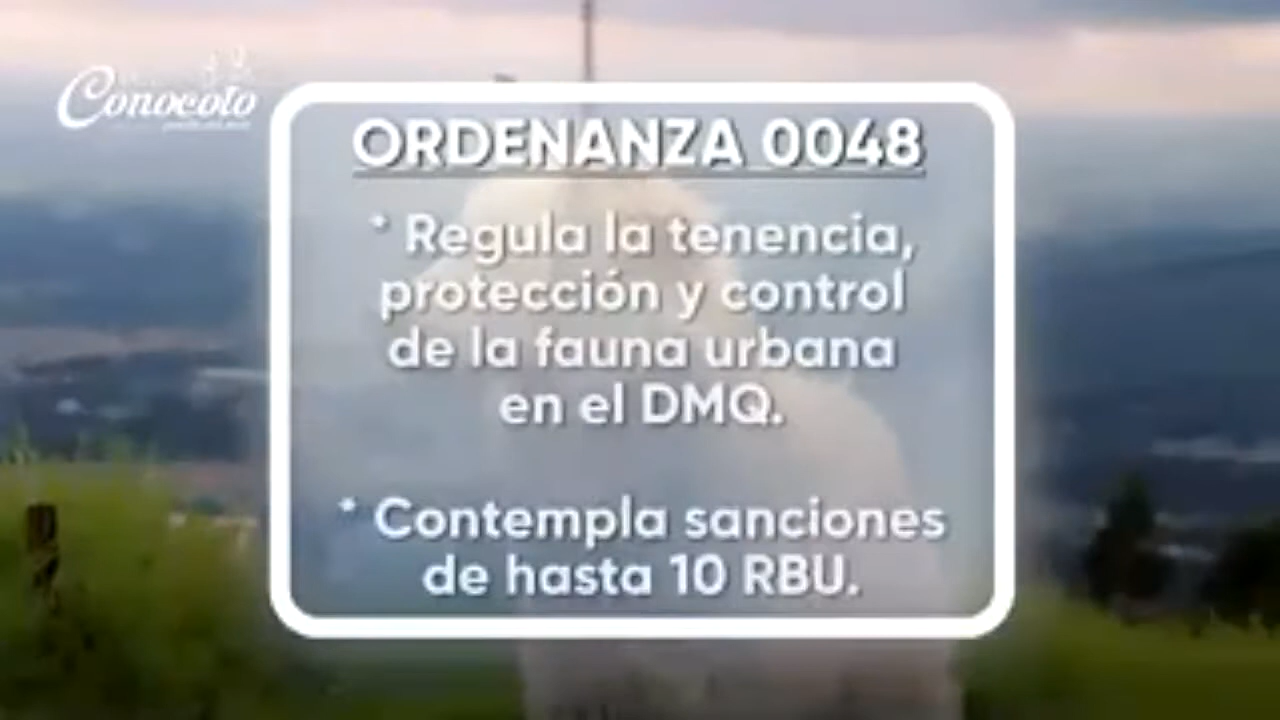 Conocoto
ORDENANZA 0048
* Regula la tenencia,
protección y control
de la fauna urbana
en el DMQ.
* Contempla sanciones
de hasta 10 RBU.